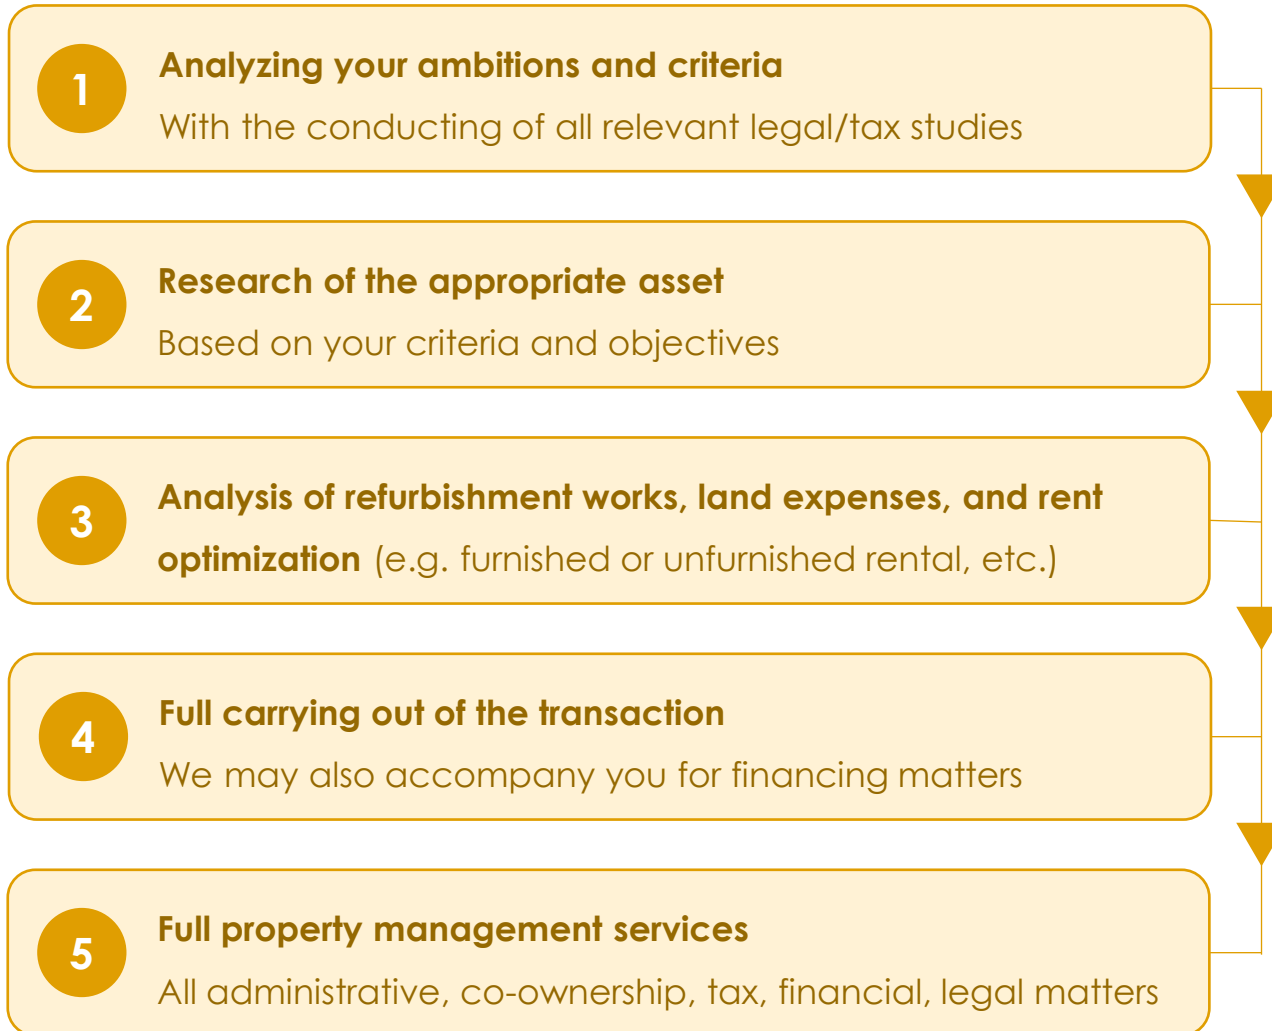 1
Analyzing your ambitions and criteria
With the conducting of all relevant legal/tax studies
2
Research of the appropriate asset
Based on your criteria and objectives
3
Analysis of refurbishment works, land expenses, and rent
optimization (e.g. furnished or unfurnished rental, etc.)
4
Full carrying out of the transaction
We may also accompany you for financing matters
5
Full property management services
All administrative, co-ownership, tax, financial, legal matters